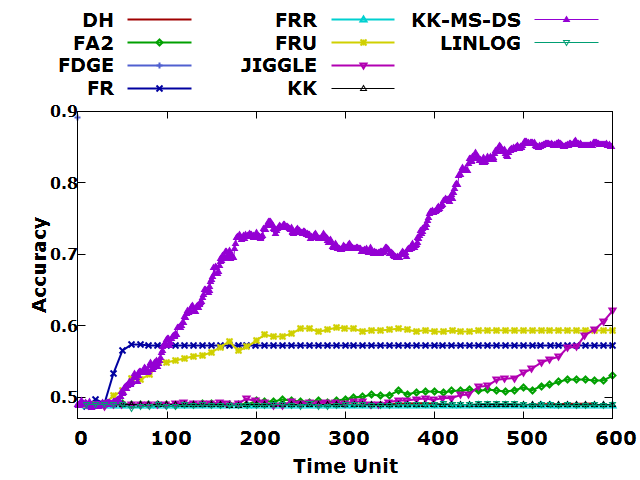 DH FRR KK-MS-DS
FA2 FRU LINLOG
FDGE JIGGLE
FR KK
0.9
0.8
0.7
0.6
0.5
Accuracy
0 100 200 300 400 500 600
Time Unit